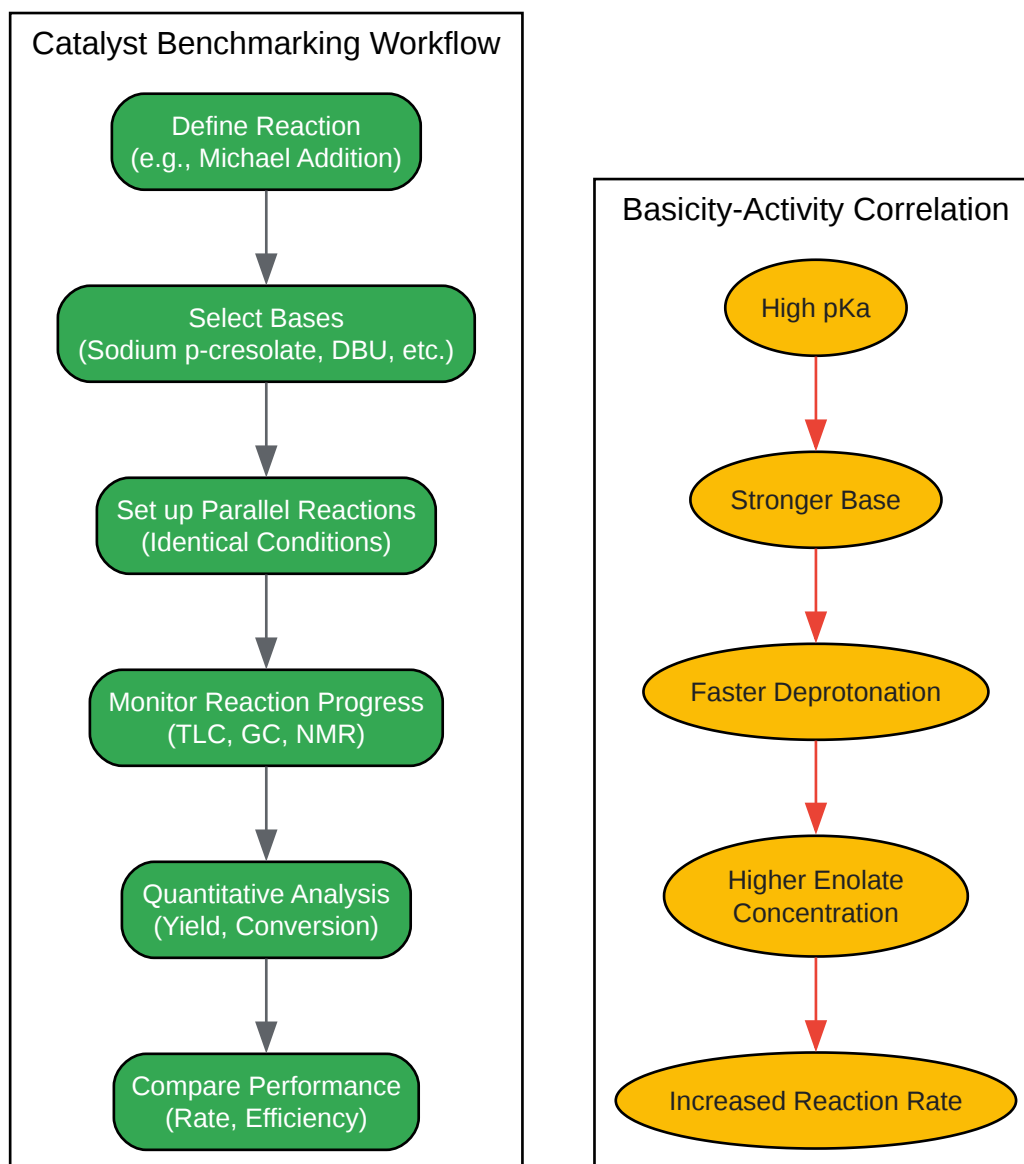 Catalyst Benchmarking Workflow
Define Reaction
(e.g., Michael Addition)
Select Bases
(Sodium p-cresolate, DBU, etc.)
Set up Parallel Reactions
(Identical Conditions)
Monitor Reaction Progress
(TLC, GC, NMR)
Quantitative Analysis
(Yield, Conversion)
Compare Performance
(Rate, Efficiency)
Basicity-Activity Correlation
High pKa
Stronger Base
Faster Deprotonation
Higher Enolate
Concentration
Increased Reaction Rate